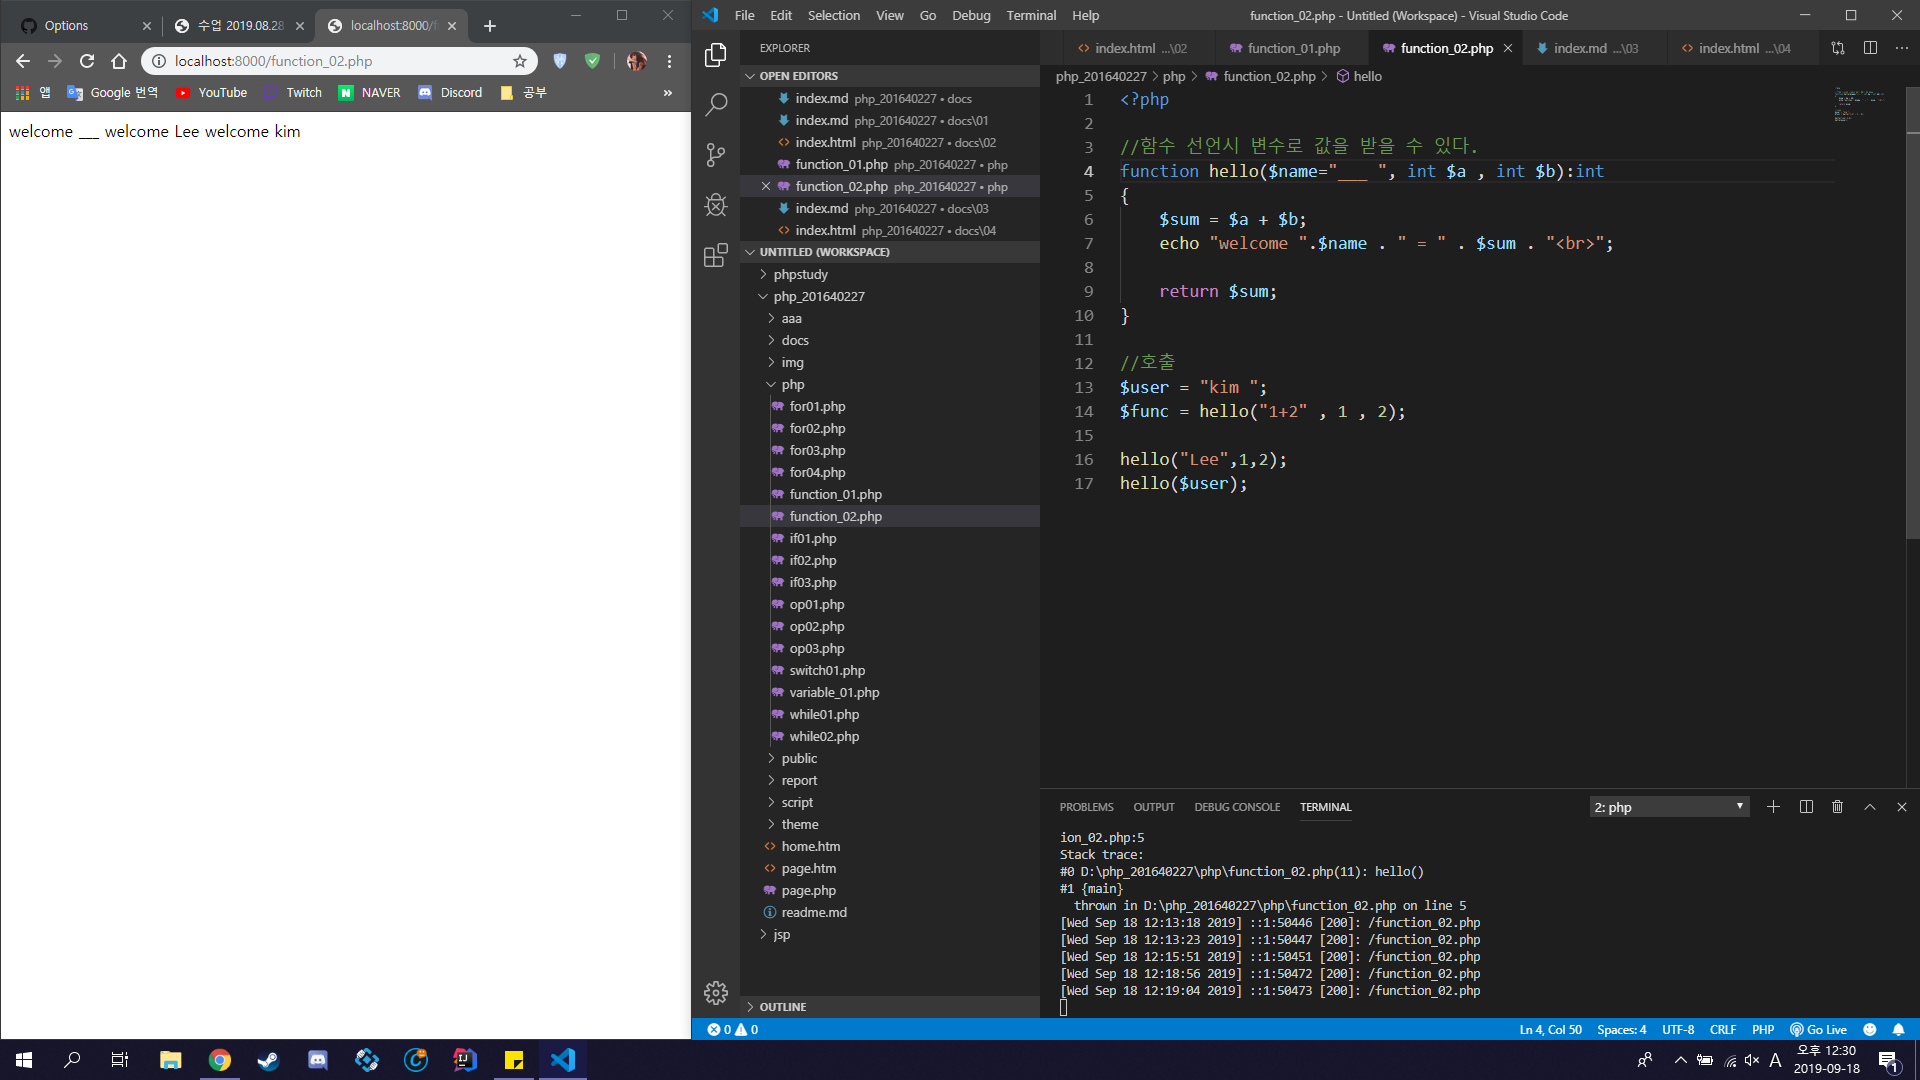 Options
수업 2019.08.28
localhost:8000/f
localhost:8000/function_02.php
앱
Google 번역
YouTube
Twitch
NAVER
Discord
공부
»
welcome ___ welcome Lee welcome kim
File Edit Selection View Go Debug Terminal Help
function_02.php - Untitled (Workspace) - Visual Studio Code
EXPLORER
OPEN EDITORS
index.md php_201640227 • docs
index.md php_201640227 • docs\01
index.html php_201640227 • docs\02
function_01.php php_201640227 • php
function_02.php php_201640227 • php
index.md php_201640227 • docs\03
index.html php_201640227 • docs\04
UNTITLED (WORKSPACE)
phpstudy
php_201640227
aaa
docs
img
php
for01.php
for02.php
for03.php
for04.php
function_01.php
function_02.php
if01.php
if02.php
if03.php
op01.php
op02.php
op03.php
switch01.php
variable_01.php
while01.php
while02.php
public
report
script
theme
home.htm
page.htm
page.php
readme.md
jsp
OUTLINE
index.html ...\02
function_01.php
function_02.php
index.md ...\03
index.html ...\04
php_201640227 > php > function_02.php > hello
1 <?php
2
3 //함수 선언시 변수로 값을 받을 수 있다.
4 function hello($name="___ ", int $a , int $b):int
5 {
6 $sum = $a + $b;
7 echo "welcome ".$name . " = " . $sum . "<br>";
8
9 return $sum;
10 }
11
12 //호출
13 $user = "kim ";
14 $func = hello("1+2" , 1 , 2);
15
16 hello("Lee",1,2);
17 hello($user);
PROBLEMS OUTPUT DEBUG CONSOLE TERMINAL
2: php
ion_02.php:5
Stack trace:
#0 D:\php_201640227\php\function_02.php(11): hello()
#1 {main}
thrown in D:\php_201640227\php\function_02.php on line 5
[Wed Sep 18 12:13:18 2019] ::1:50446 [200]: /function_02.php
[Wed Sep 18 12:13:23 2019] ::1:50447 [200]: /function_02.php
[Wed Sep 18 12:15:51 2019] ::1:50451 [200]: /function_02.php
[Wed Sep 18 12:18:56 2019] ::1:50472 [200]: /function_02.php
[Wed Sep 18 12:19:04 2019] ::1:50473 [200]: /function_02.php
0 0
Ln 4, Col 50 Spaces: 4 UTF-8 CRLF PHP Go Live
A
오후 12:30
2019-09-18
1